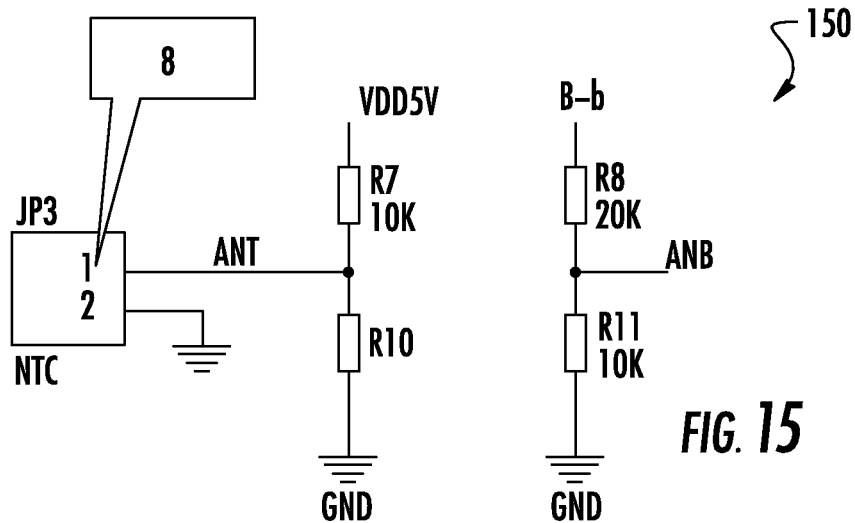 150
8
VDD5V
B-b
R7
10K
R8
20K
JP3
1
2
ANT
ANB
R10
R11
10K
NTC
GND
GND
FIG. 15